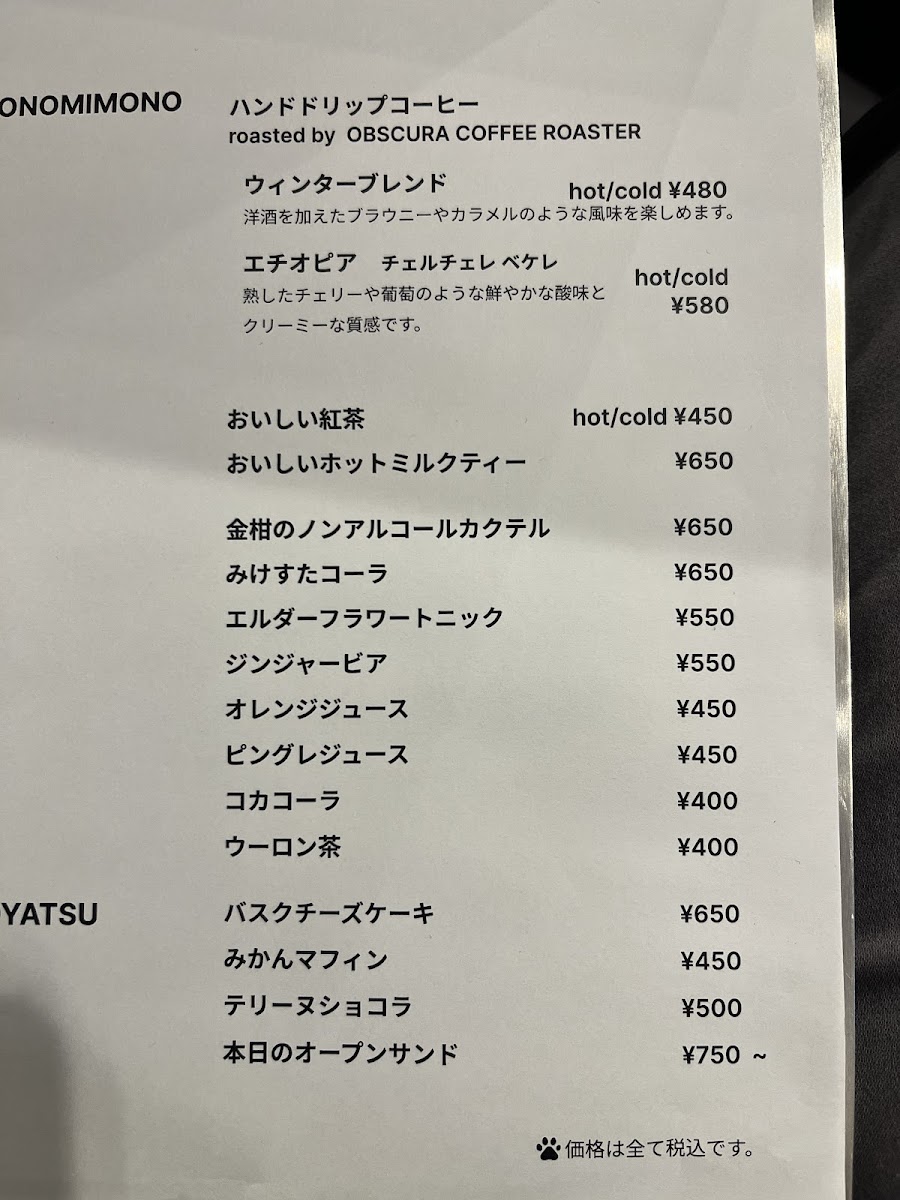 ONOMIMONO
ハンドドリップコーヒー
roasted by OBSCURA COFFEE ROASTER
ウィンターブレンド hot/cold ¥480
洋酒を加えたブラウニーやカラメルのような風味を楽しめます。
エチオピア チェルチェレ ベケレ hot/cold
熟したチェリーや葡萄のような鮮やかな酸味と ¥580
クリーミーな質感です。
おいしい紅茶 hot/cold ¥450
おいしいホットミルクティー ¥650
金柑のノンアルコールカクテル ¥650
みけすたコーラ ¥650
エルダーフラワートニック ¥550
ジンジャービア ¥550
オレンジジュース ¥450
ピングレジュース ¥450
コカコーラ ¥400
ウーロン茶 ¥400
YATSU
バスクチーズケーキ ¥650
みかんマフィン ¥450
テリーヌショコラ ¥500
本日のオープンサンド ¥750 ~
価格は全て税込です。